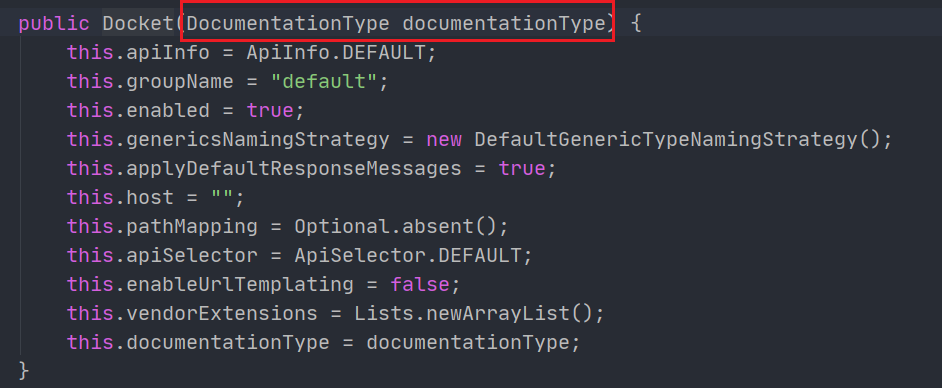 public Docket(DocumentationType documentationType) {
this.apiInfo = ApiInfo.DEFAULT;
this.groupName = "default";
this.enabled = true;
this.genericsNamingStrategy = new DefaultGenericTypeNamingStrategy();
this.applyDefaultResponseMessages = true;
this.host = "";
this.pathMapping = Optional.absent();
this.apiSelector = ApiSelector.DEFAULT;
this.enableUrlTemplating = false;
this.vendorExtensions = Lists.newArrayList();
this.documentationType = documentationType;
}